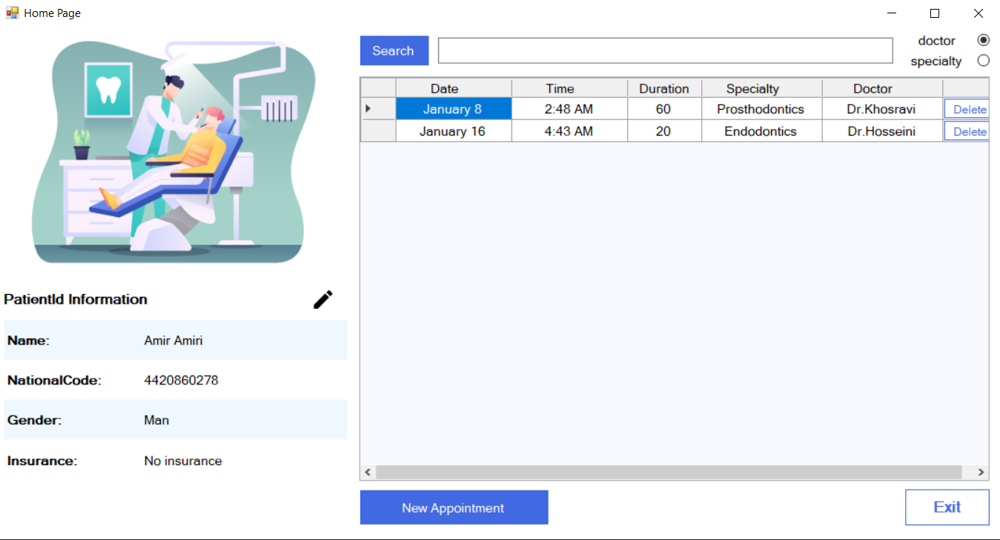 Home Page
Search
doctor
specialty
Date Time Duration Specialty Doctor
January 8 2:48 AM 60 Prosthodontics Dr.Khosravi Delete
January 16 4:43 AM 20 Endodontics Dr.Hosseini Delete
PatientId Information
Name: Amir Amiri
NationalCode: 4420860278
Gender: Man
Insurance: No insurance
New Appointment
Exit